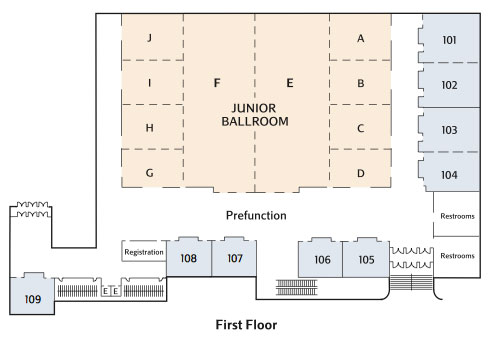 J
A
101
I
F
E
B
102
JUNIOR
BALLROOM
H
C
103
G
D
104
Prefunction
Restrooms
Registration
108
107
106
105
Restrooms
E E
109
First Floor